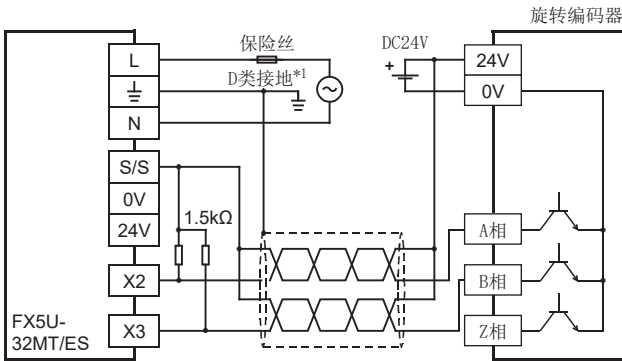 旋转编码器
保险丝
DC24V
L
D类接地*1
24V
+
0V
N
S/S
0V
1.5kΩ
24V
A相
X2
B相
FX5U-
32MT/ES
X3
Z相